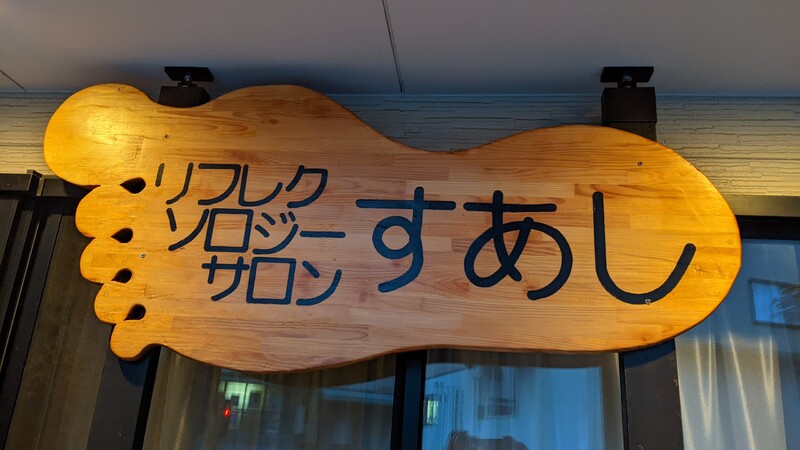 リフレク
ソロジー
サロン
すあし